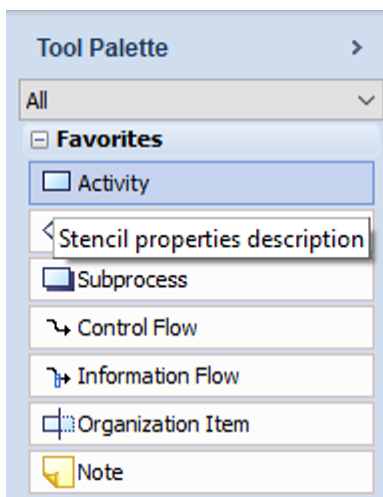 Tool Palette
All
Favorites
Activity
Stencil properties description
Subprocess
Control Flow
Information Flow
Organization Item
Note